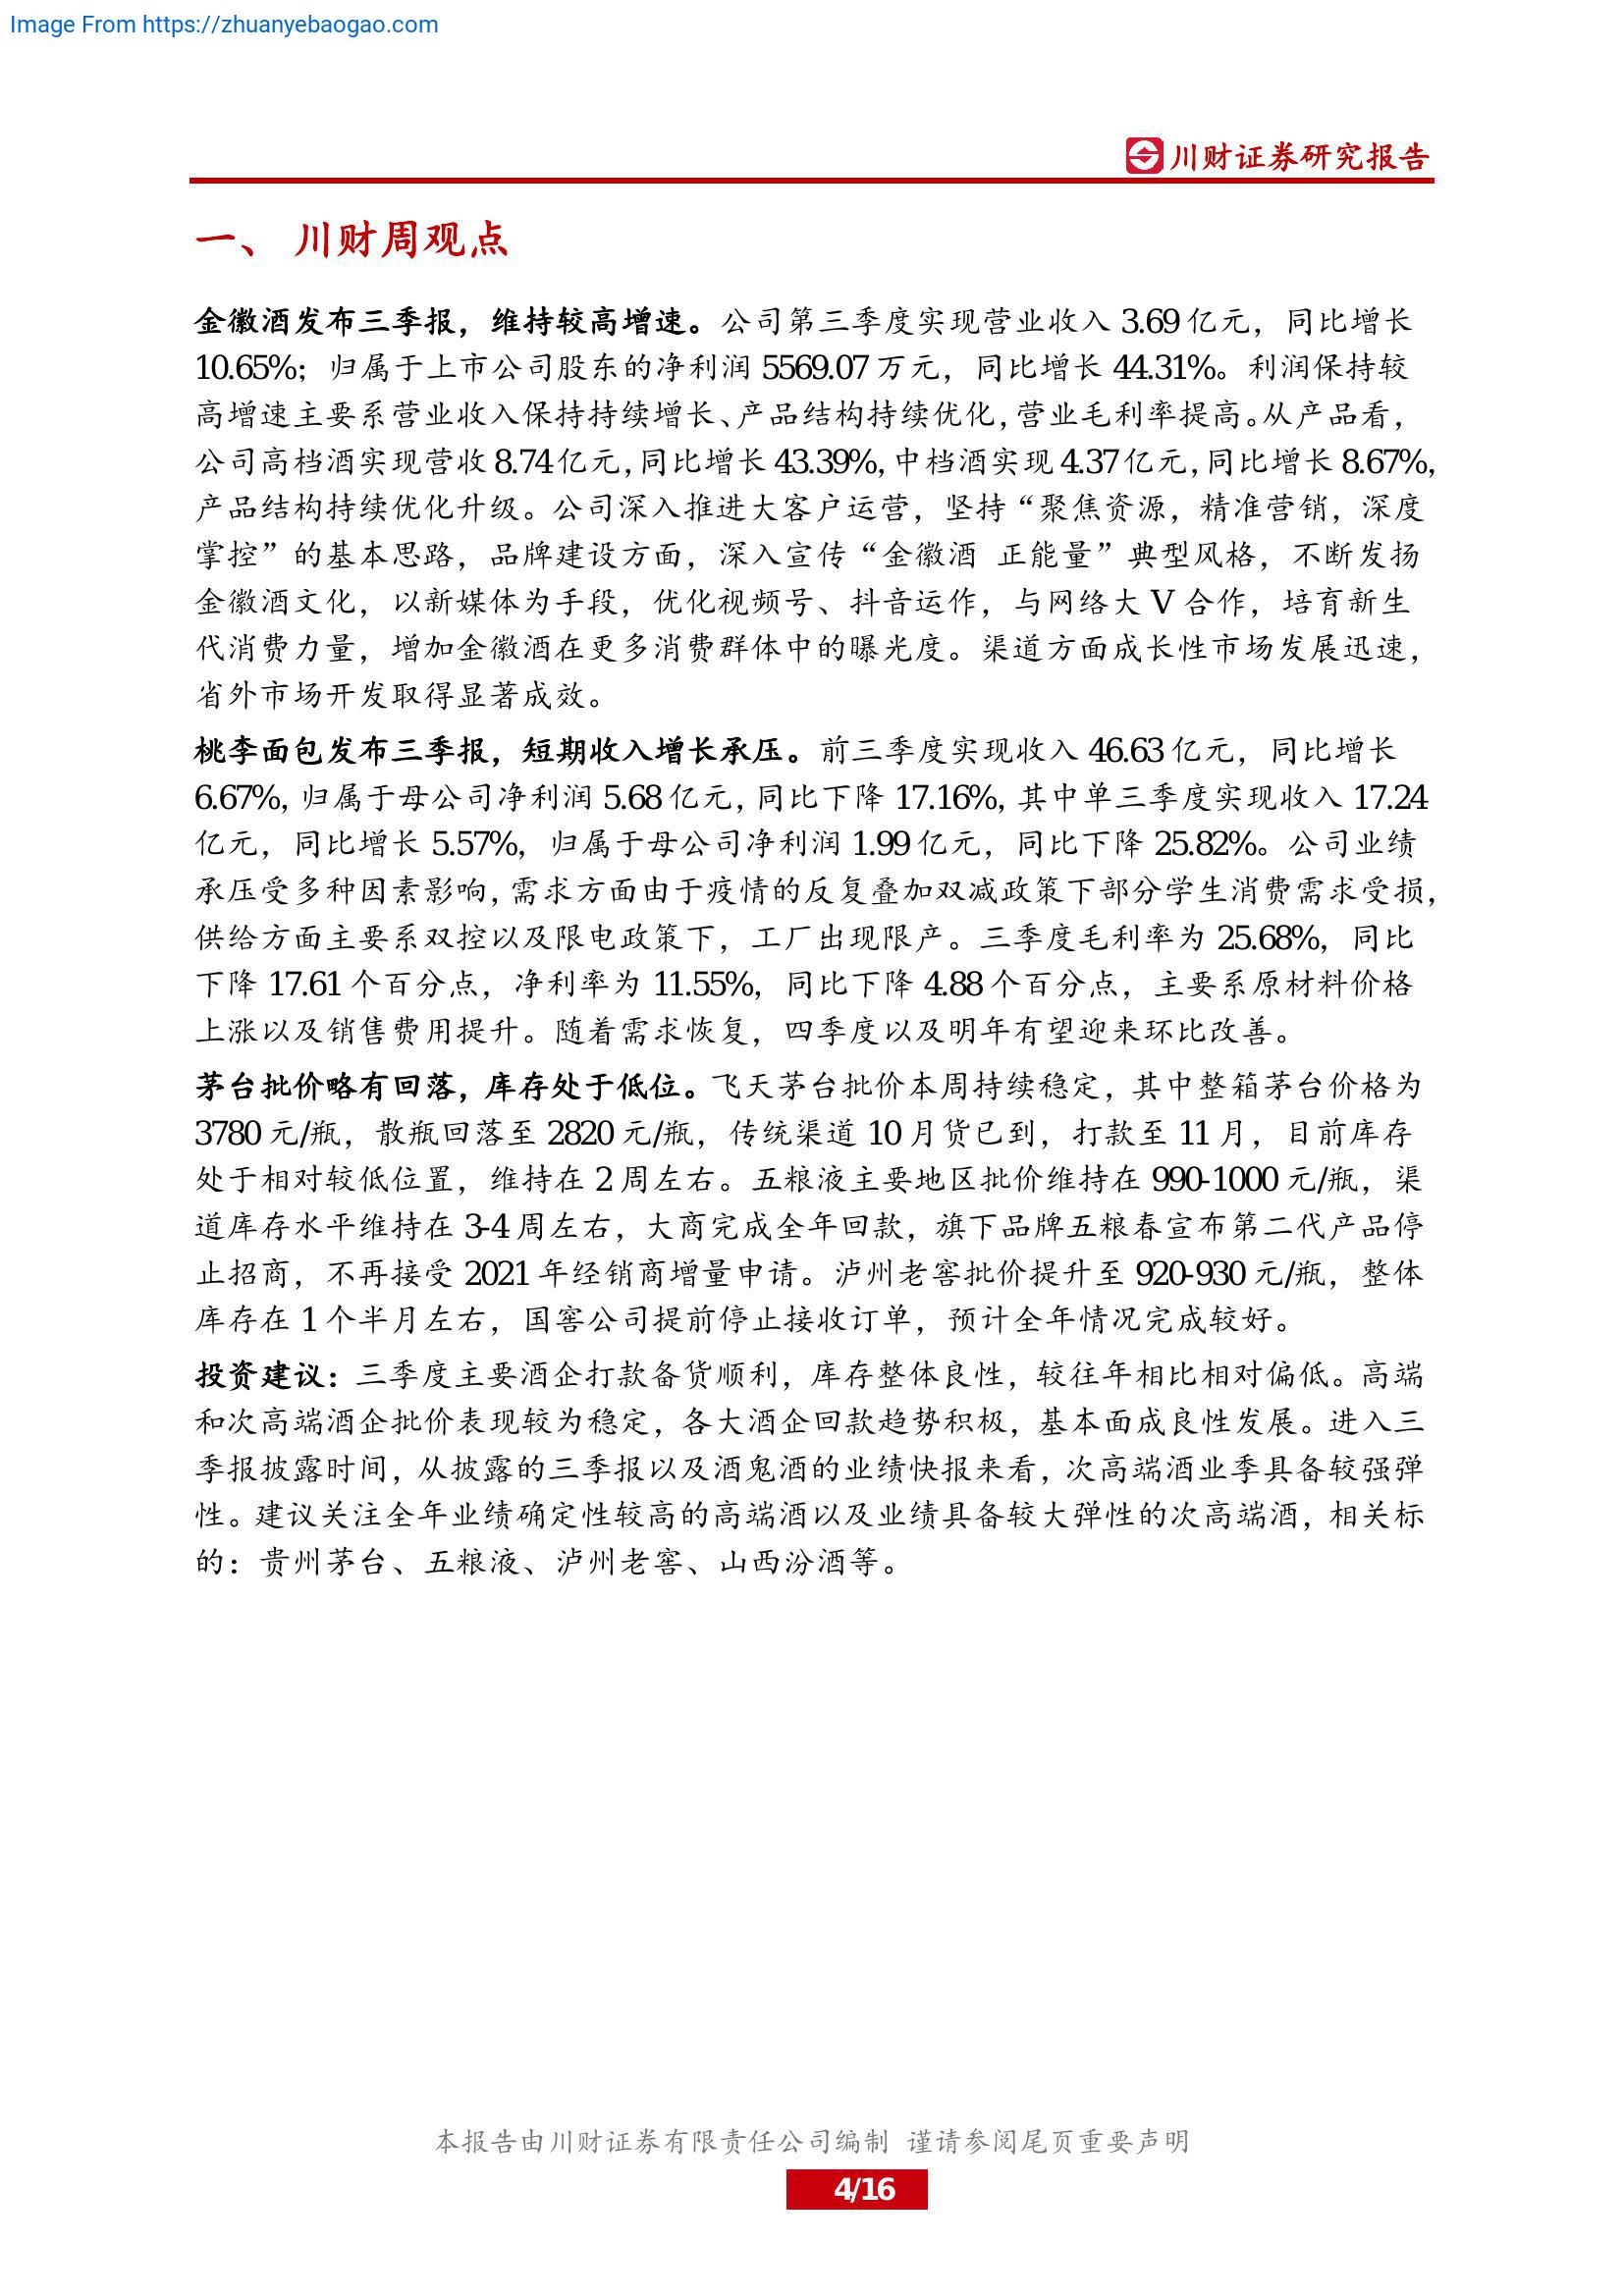 Image From https://zhuanyebaogao.com
川财证券研究报告
一、 川财周观点
金徽酒发布三季报，维持较高增速。公司第三季度实现营业收入 3.69 亿元，同比增长
10.65%；归属于上市公司股东的净利润 5569.07 万元，同比增长 44.31%。利润保持较
高增速主要系营业收入保持持续增长、产品结构持续优化，营业毛利率提高。从产品看，
公司高档酒实现营收 8.74 亿元，同比增长 43.39%，中档酒实现 4.37 亿元，同比增长 8.67%，
产品结构持续优化升级。公司深入推进大客户运营，坚持“聚焦资源，精准营销，深度
掌控”的基本思路，品牌建设方面，深入宣传“金徽酒 正能量”典型风格，不断发扬
金徽酒文化，以新媒体为手段，优化视频号、抖音运作，与网络大 V 合作，培育新生
代消费力量，增加金徽酒在更多消费群体中的曝光度。渠道方面成长性市场发展迅速，
省外市场开发取得显著成效。
桃李面包发布三季报，短期收入增长承压。前三季度实现收入 46.63 亿元，同比增长
6.67%，归属于母公司净利润 5.68 亿元，同比下降 17.16%，其中单三季度实现收入 17.24
亿元，同比增长 5.57%，归属于母公司净利润 1.99 亿元，同比下降 25.82%。公司业绩
承压受多种因素影响，需求方面由于疫情的反复叠加双减政策下部分学生消费需求受损，
供给方面主要系双控以及限电政策下，工厂出现限产。三季度毛利率为 25.68%，同比
下降 17.61 个百分点，净利率为 11.55%，同比下降 4.88 个百分点，主要系原材料价格
上涨以及销售费用提升。随着需求恢复，四季度以及明年有望迎来环比改善。
茅台批价略有回落，库存处于低位。飞天茅台批价本周持续稳定，其中整箱茅台价格为
3780 元/瓶，散瓶回落至 2820 元/瓶，传统渠道 10 月货已到，打款至 11 月，目前库存
处于相对较低位置，维持在 2 周左右。五粮液主要地区批价维持在 990-1000 元/瓶，渠
道库存水平维持在 3-4 周左右，大商完成全年回款，旗下品牌五粮春宣布第二代产品停
止招商，不再接受 2021 年经销商增量申请。泸州老窖批价提升至 920-930 元/瓶，整体
库存在 1 个半月左右，国窖公司提前停止接收订单，预计全年情况完成较好。
投资建议：三季度主要酒企打款备货顺利，库存整体良性，较往年相比相对偏低。高端
和次高端酒企批价表现较为稳定，各大酒企回款趋势积极，基本面成良性发展。进入三
季报披露时间，从披露的三季报以及酒鬼酒的业绩快报来看，次高端酒业季具备较强弹
性。建议关注全年业绩确定性较高的高端酒以及业绩具备较大弹性的次高端酒，相关标
的：贵州茅台、五粮液、泸州老窖、山西汾酒等。
本报告由川财证券有限责任公司编制 谨请参阅尾页重要声明
4/16